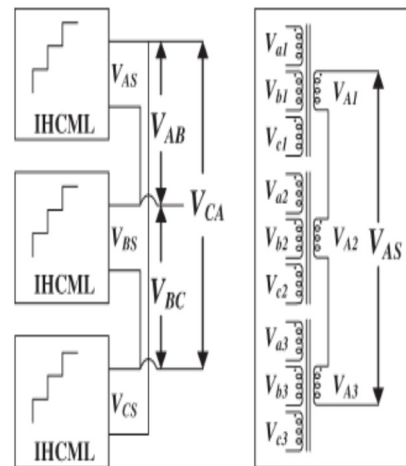 V_AS
IHCML
V_AB
V_CA
V_BS
IHCML
V_BC
V_CS
IHCML
V_a1
V_b1
V_A1
V_c1
V_a2
V_b2
V_A2
V_AS
V_c2
V_a3
V_b3
V_A3
V_c3